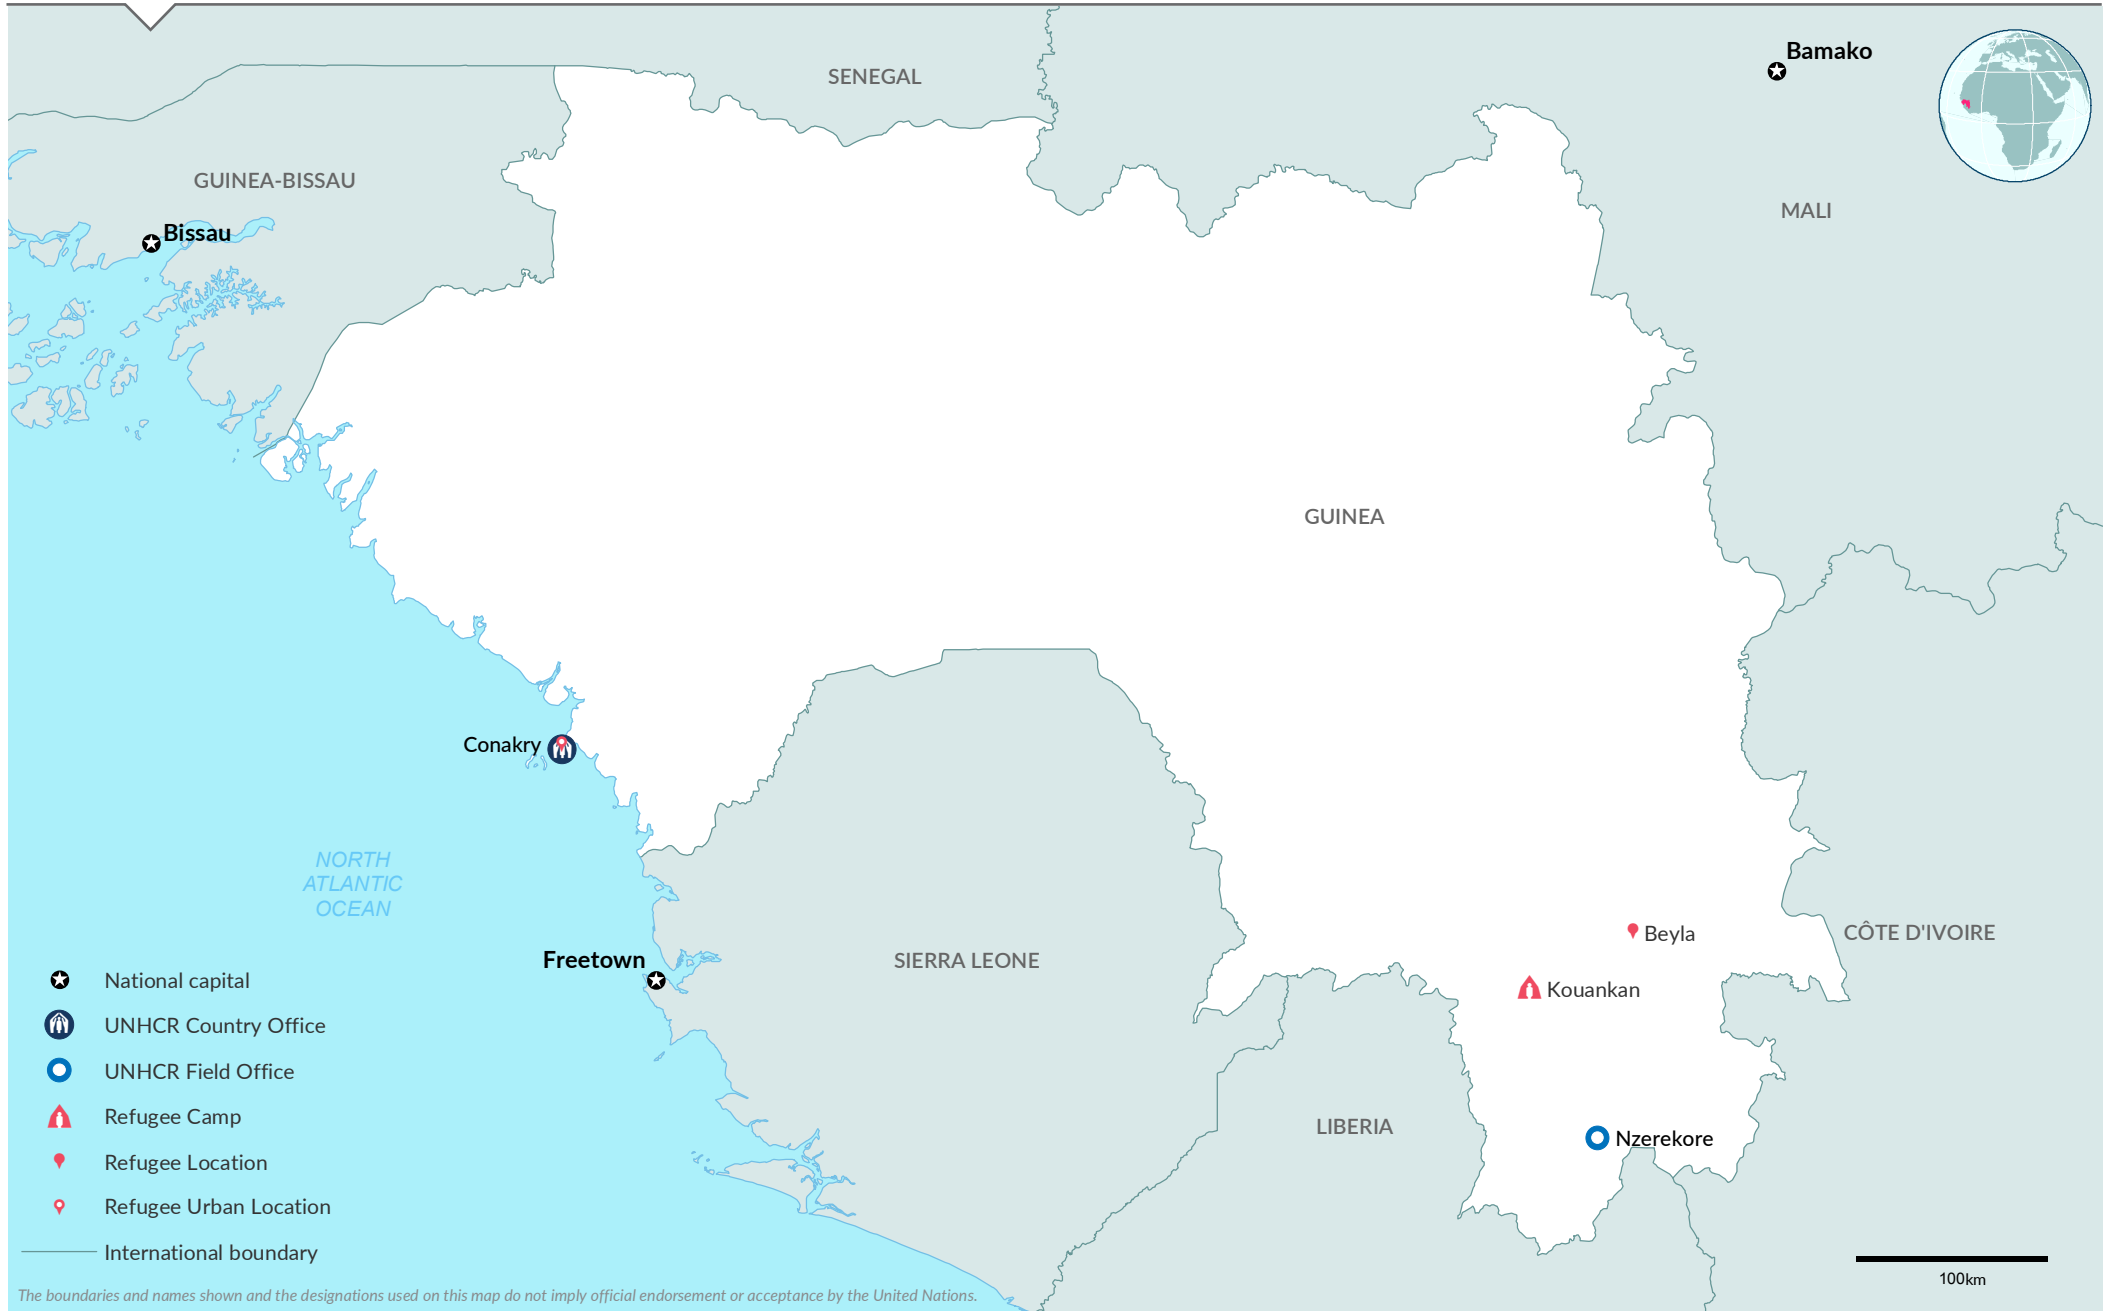 Bamako
SENEGAL
GUINEA-BISSAU
MALI
Bissau
GUINEA
Conakry
NORTH
ATLANTIC
OCEAN
Beyla
CÔTE D'IVOIRE
Freetown
SIERRA LEONE
Kouankan
LIBERIA
Nzerekore
National capital
UNHCR Country Office
UNHCR Field Office
Refugee Camp
Refugee Location
Refugee Urban Location
International boundary
100km
The boundaries and names shown and the designations used on this map do not imply official endorsement or acceptance by the United Nations.